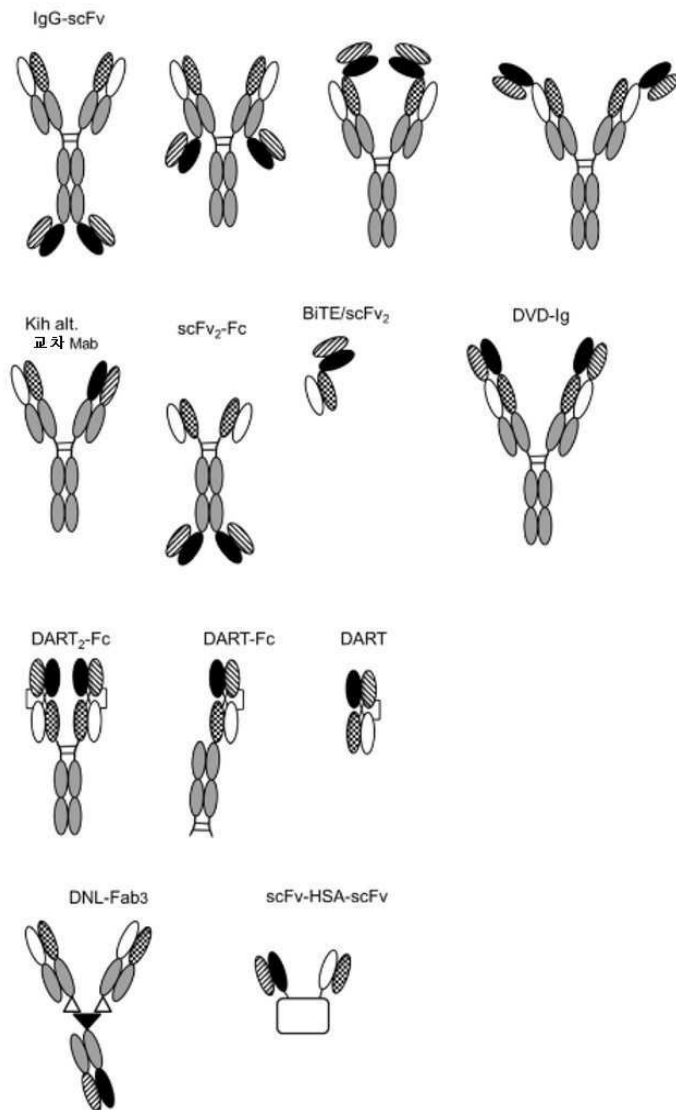 IgG-scFv
Kih alt.
교차 Mab
scFv₂-Fc
BiTE/scFv₂
DVD-Ig
DART₂-Fc
DART-Fc
DART
DNL-Fab3
scFv-HSA-scFv